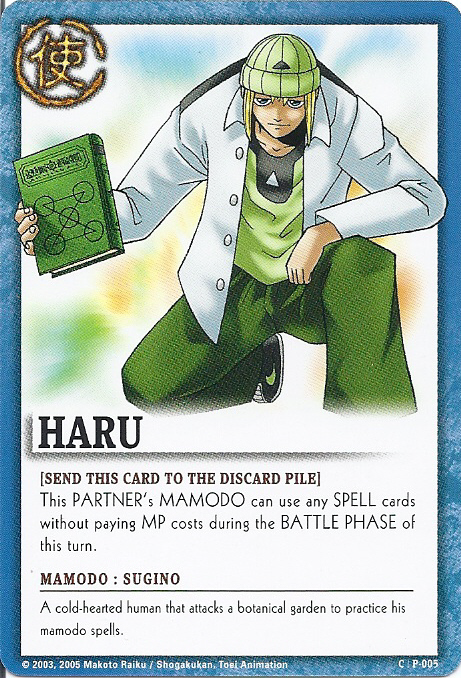 使
HARU
[SEND THIS CARD TO THE DISCARD PILE]
This PARTNER's MAMODO can use any SPELL cards
without paying MP costs during the BATTLE PHASE of
this turn.
MAMODO : SUGINO
A cold-hearted human that attacks a botanical garden to practice his
mamodo spells.
© 2003, 2005 Makoto Raiku / Shogakukan, Toei Animation
C | P-005